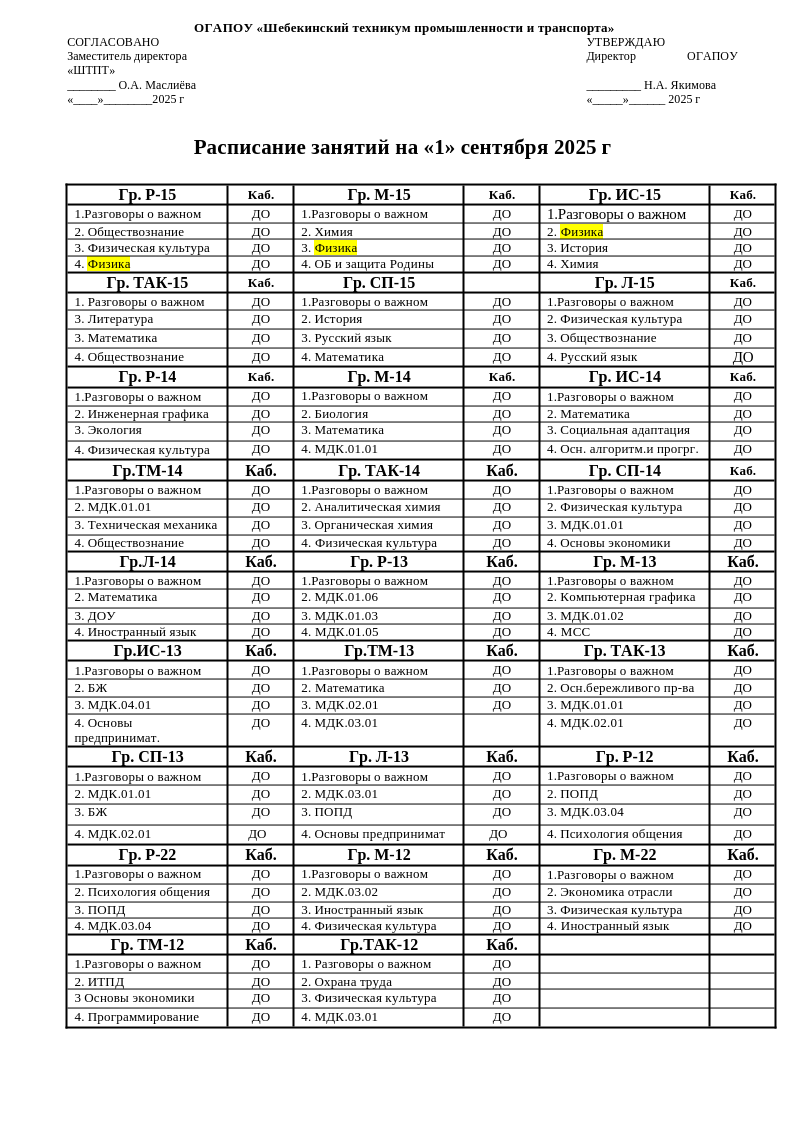 ОГАПОУ «Шебекинский техникум промышленности и транспорта»
СОГЛАСОВАНО УТВЕРЖДАЮ
Заместитель директора Директор ОГАПОУ
«ШТПТ»
________ О.А. Маслиёва _________ Н.А. Якимова
«____»________2025 г «_____»______ 2025 г
Расписание занятий на «1» сентября 2025 г
Гр. Р-15 Каб. Гр. М-15 Каб. Гр. ИС-15 Каб.
1.Разговоры о важном ДО 1.Разговоры о важном ДО 1.Разговоры о важном ДО
2. Обществознание ДО 2. Химия ДО 2. Физика ДО
3. Физическая культура ДО 3. Физика ДО 3. История ДО
4. Физика ДО 4. ОБ и защита Родины ДО 4. Химия ДО
Гр. ТАК-15 Каб. Гр. СП-15 Гр. Л-15 Каб.
1. Разговоры о важном ДО 1.Разговоры о важном ДО 1.Разговоры о важном ДО
3. Литература ДО 2. История ДО 2. Физическая культура ДО
3. Математика ДО 3. Русский язык ДО 3. Обществознание ДО
4. Обществознание ДО 4. Математика ДО 4. Русский язык ДО
Гр. Р-14 Каб. Гр. М-14 Каб. Гр. ИС-14 Каб.
1.Разговоры о важном ДО 1.Разговоры о важном ДО 1.Разговоры о важном ДО
2. Инженерная графика ДО 2. Биология ДО 2. Математика ДО
3. Экология ДО 3. Математика ДО 3. Социальная адаптация ДО
4. Физическая культура ДО 4. МДК.01.01 ДО 4. Осн. алгоритм.и прогрг. ДО
Гр.ТМ-14 Каб. Гр. ТАК-14 Каб. Гр. СП-14 Каб.
1.Разговоры о важном ДО 1.Разговоры о важном ДО 1.Разговоры о важном ДО
2. МДК.01.01 ДО 2. Аналитическая химия ДО 2. Физическая культура ДО
3. Техническая механика ДО 3. Органическая химия ДО 3. МДК.01.01 ДО
4. Обществознание ДО 4. Физическая культура ДО 4. Основы экономики ДО
Гр.Л-14 Каб. Гр. Р-13 Каб. Гр. М-13 Каб.
1.Разговоры о важном ДО 1.Разговоры о важном ДО 1.Разговоры о важном ДО
2. Математика ДО 2. МДК.01.06 ДО 2. Компьютерная графика ДО
3. ДОУ ДО 3. МДК.01.03 ДО 3. МДК.01.02 ДО
4. Иностранный язык ДО 4. МДК.01.05 ДО 4. МСС ДО
Гр.ИС-13 Каб. Гр.ТМ-13 Каб. Гр. ТАК-13 Каб.
1.Разговоры о важном ДО 1.Разговоры о важном ДО 1.Разговоры о важном ДО
2. БЖ ДО 2. Математика ДО 2. Осн.бережливого пр-ва ДО
3. МДК.04.01 ДО 3. МДК.02.01 ДО 3. МДК.01.01 ДО
4. Основы ДО 4. МДК.03.01 4. МДК.02.01 ДО
предпринимат.
Гр. СП-13 Каб. Гр. Л-13 Каб. Гр. Р-12 Каб.
1.Разговоры о важном ДО 1.Разговоры о важном ДО 1.Разговоры о важном ДО
2. МДК.01.01 ДО 2. МДК.03.01 ДО 2. ПОПД ДО
3. БЖ ДО 3. ПОПД ДО 3. МДК.03.04 ДО
4. МДК.02.01 ДО 4. Основы предпринимат ДО 4. Психология общения ДО
Гр. Р-22 Каб. Гр. М-12 Каб. Гр. М-22 Каб.
1.Разговоры о важном ДО 1.Разговоры о важном ДО 1.Разговоры о важном ДО
2. Психология общения ДО 2. МДК.03.02 ДО 2. Экономика отрасли ДО
3. ПОПД ДО 3. Иностранный язык ДО 3. Физическая культура ДО
4. МДК.03.04 ДО 4. Физическая культура ДО 4. Иностранный язык ДО
Гр. ТМ-12 Каб. Гр.ТАК-12 Каб.
1.Разговоры о важном ДО 1. Разговоры о важном ДО
2. ИТПД ДО 2. Охрана труда ДО
3 Основы экономики ДО 3. Физическая культура ДО
4. Программирование ДО 4. МДК.03.01 ДО